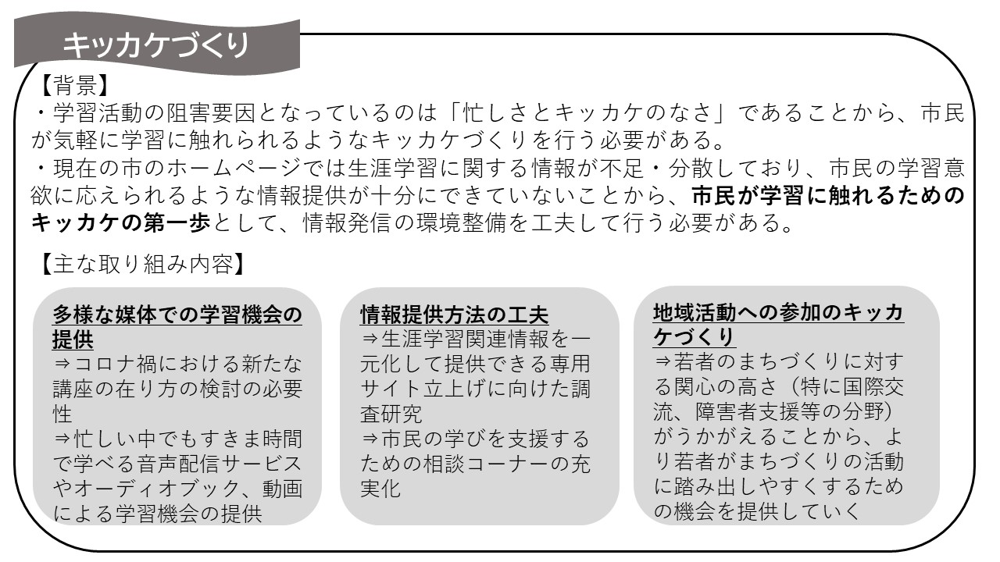 キッカケづくり
【背景】
・学習活動の阻害要因となっているのは「忙しさとキッカケのなさ」であることから、市民
が気軽に学習に触れられるようなキッカケづくりを行う必要がある。
・現在の市のホームページでは生涯学習に関する情報が不足・分散しており、市民の学習意
欲に応えられるような情報提供が十分にできていないことから、市民が学習に触れるための
キッカケの第一歩として、情報発信の環境整備を工夫して行う必要がある。
【主な取り組み内容】
多様な媒体での学習機会の
提供
⇒コロナ禍における新たな
講座の在り方の検討の必要
性
⇒忙しい中でもすきま時間
で学べる音声配信サービス
やオーディオブック、動画
による学習機会の提供
情報提供方法の工夫
⇒生涯学習関連情報を一
元化して提供できる専用
サイト立上げに向けた調
査研究
⇒市民の学びを支援する
ための相談コーナーの充
実化
地域活動への参加のキッカ
ケづくり
⇒若者のまちづくりに対す
る関心の高さ（特に国際交
流、障害者支援等の分野）
がうかがえることから、よ
り若者がまちづくりの活動
に踏み出しやすくするため
の機会を提供していく